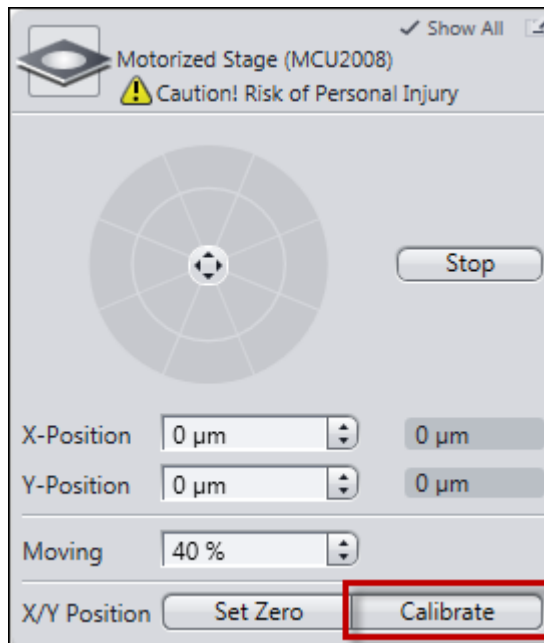 Show All
Motorized Stage (MCU2008)
Caution! Risk of Personal Injury
Stop
X-Position 0 µm 0 µm
Y-Position 0 µm 0 µm
Moving 40 %
X/Y Position Set Zero Calibrate